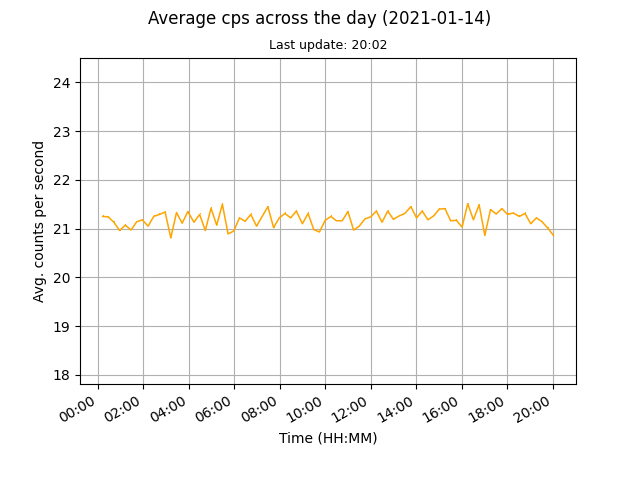 Average cps across the day (2021-01-14)
Last update: 20:02
24
23
22
21
20
19
18
Avg. counts per second
00:00 02:00 04:00 06:00 08:00 10:00 12:00 14:00 16:00 18:00 20:00
Time (HH:MM)